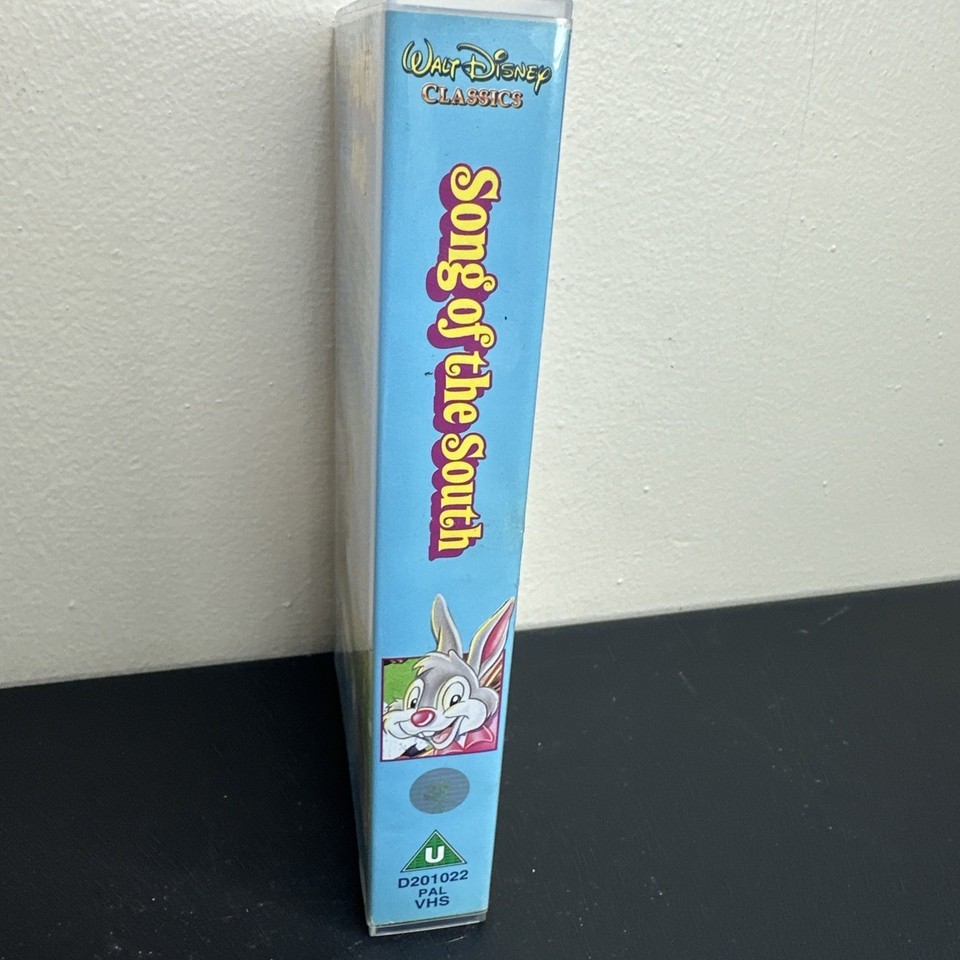 Walt Disney
Classics
Song of the South
U
D201022
PAL
VHS